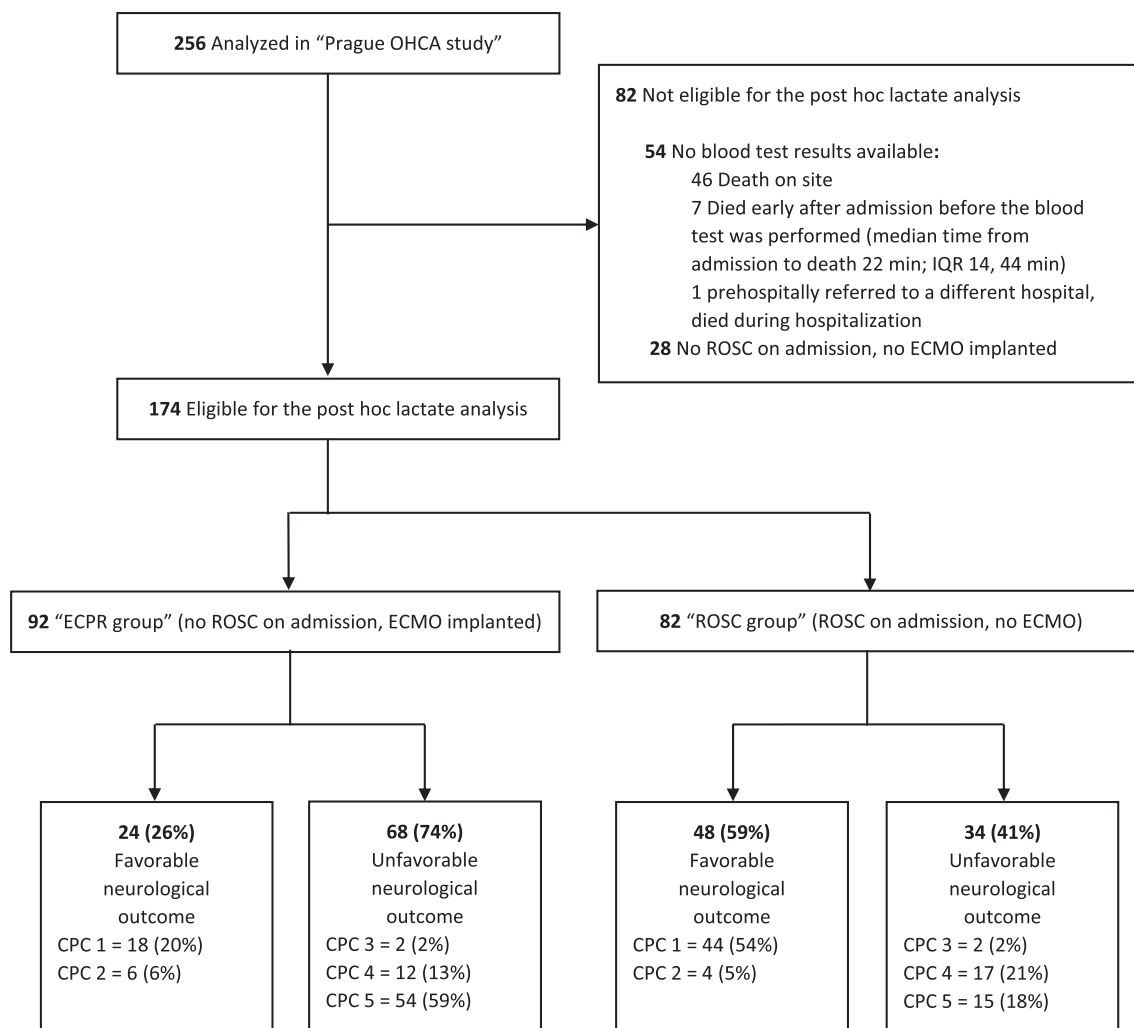 256 Analyzed in “Prague OHCA study”
82 Not eligible for the post hoc lactate analysis
54 No blood test results available:
46 Death on site
7 Died early after admission before the blood
test was performed (median time from
admission to death 22 min; IQR 14, 44 min)
1 prehospitally referred to a different hospital,
died during hospitalization
28 No ROSC on admission, no ECMO implanted
174 Eligible for the post hoc lactate analysis
92 “ECPR group” (no ROSC on admission, ECMO implanted)
82 “ROSC group” (ROSC on admission, no ECMO)
24 (26%)
Favorable
neurological
outcome
CPC 1 = 18 (20%)
CPC 2 = 6 (6%)
68 (74%)
Unfavorable
neurological
outcome
CPC 3 = 2 (2%)
CPC 4 = 12 (13%)
CPC 5 = 54 (59%)
48 (59%)
Favorable
neurological
outcome
CPC 1 = 44 (54%)
CPC 2 = 4 (5%)
34 (41%)
Unfavorable
neurological
outcome
CPC 3 = 2 (2%)
CPC 4 = 17 (21%)
CPC 5 = 15 (18%)